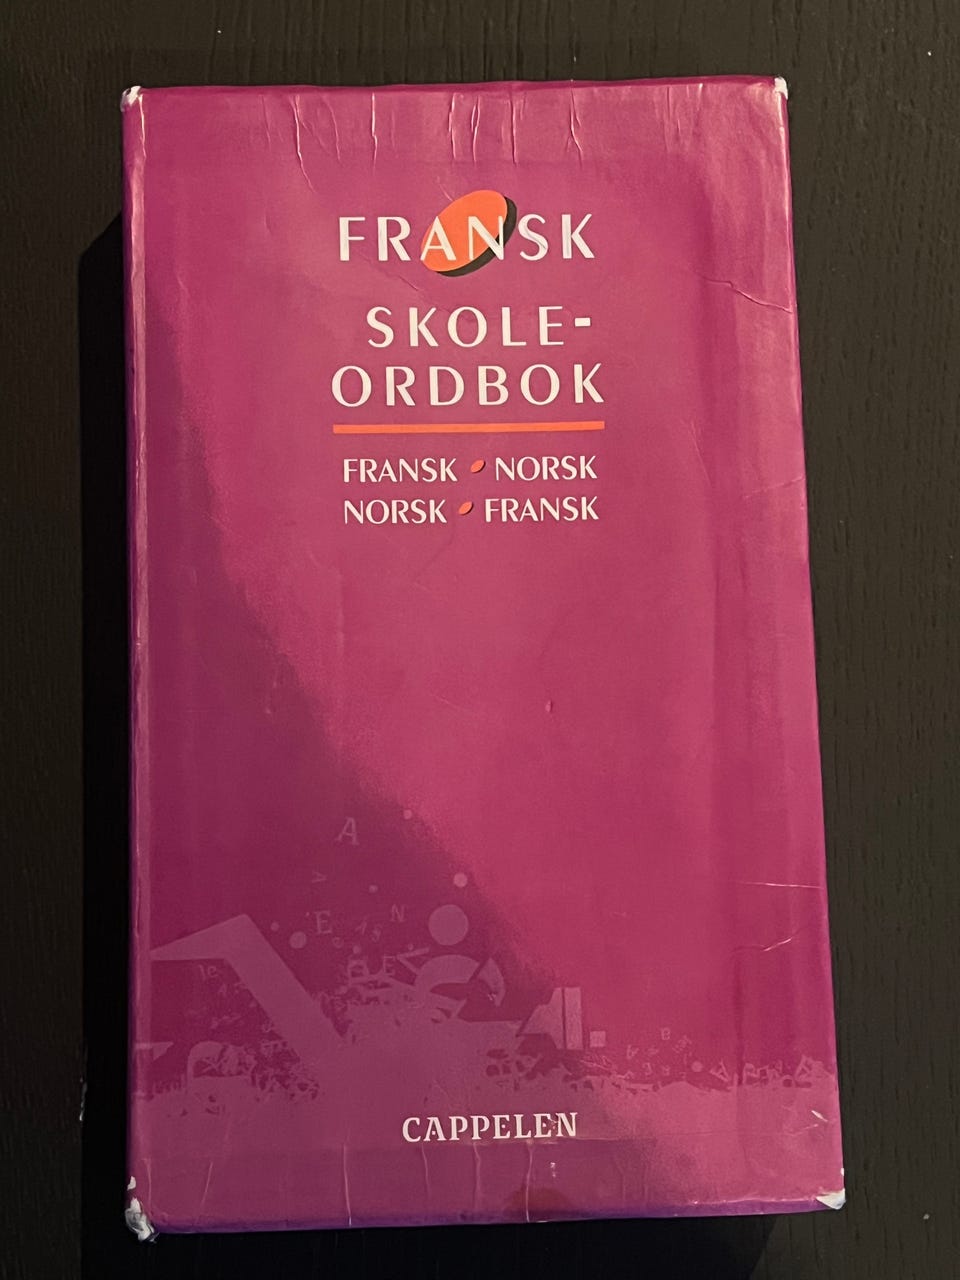 FRANSK
SKOLE-
ORDBOK
FRANSK • NORSK
NORSK • FRANSK
CAPPELEN